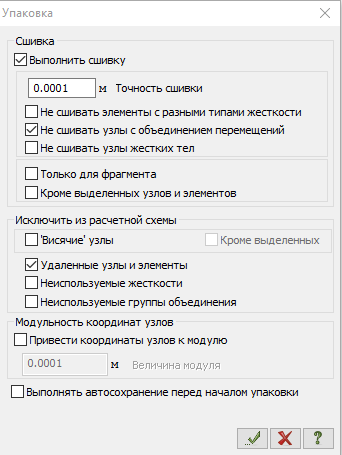 Упаковка
Сшивка
Выполнить сшивку
0.0001 м Точность сшивки
Не сшивать элементы с разными типами жесткости
Не сшивать узлы с объединением перемещений
Не сшивать узлы жестких тел
Только для фрагмента
Кроме выделенных узлов и элементов
Исключить из расчетной схемы
'Висячие' узлы Кроме выделенных
Удаленные узлы и элементы
Неиспользуемые жесткости
Неиспользуемые группы объединения
Модульность координат узлов
Привести координаты узлов к модулю
0.0001 м Величина модуля
Выполнять автосохранение перед началом упаковки
?